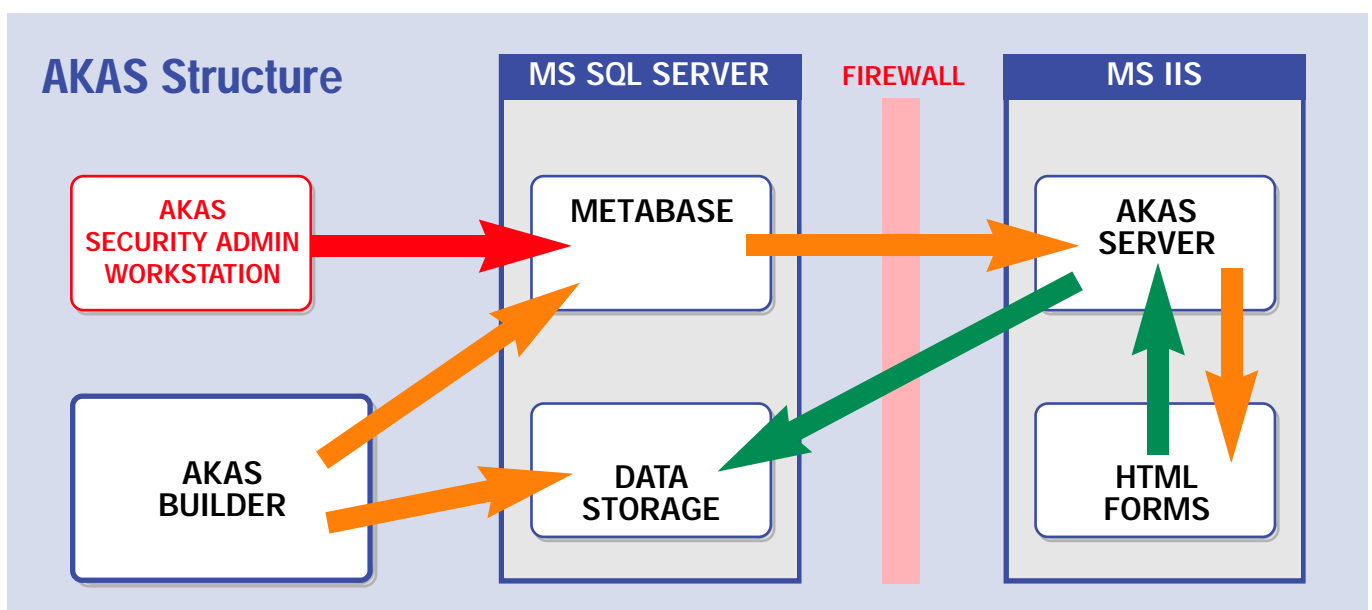 AKAS Structure
MS SQL SERVER
FIREWALL
MS IIS
AKAS
SECURITY ADMIN
WORKSTATION
METABASE
AKAS
SERVER
AKAS
BUILDER
DATA
STORAGE
HTML
FORMS